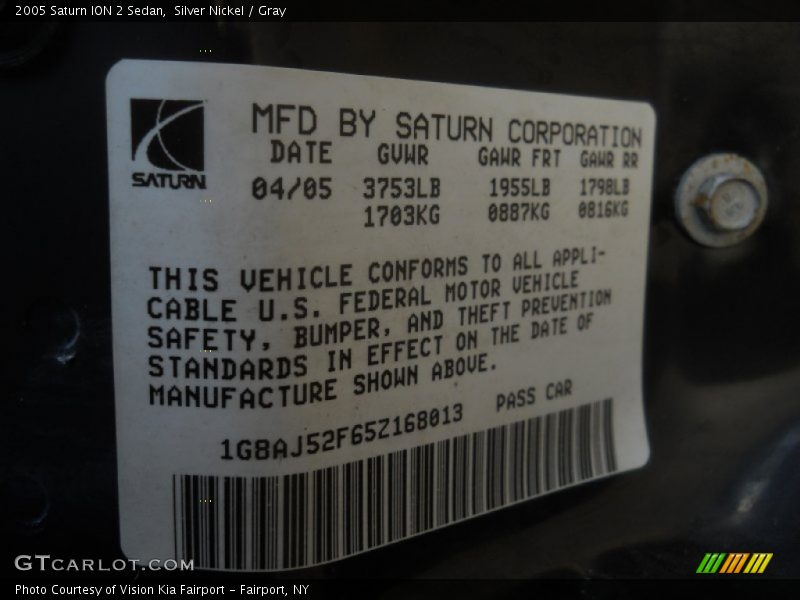 2005 Saturn ION 2 Sedan,  Silver Nickel / Gray
SATURN
MFD BY SATURN CORPORATION
DATE GVWR GAWR FRT GAWR RR
04/05 3753LB 1955LB 1798LB
1703KG 0887KG 0816KG
THIS VEHICLE CONFORMS TO ALL APPLI-
CABLE U.S. FEDERAL MOTOR VEHICLE
SAFETY, BUMPER, AND THEFT PREVENTION
STANDARDS IN EFFECT ON THE DATE OF
MANUFACTURE SHOWN ABOVE.
1G8AJ52F65Z168013 PASS CAR
GTCARLOT.COM
Photo Courtesy of Vision Kia Fairport – Fairport, NY